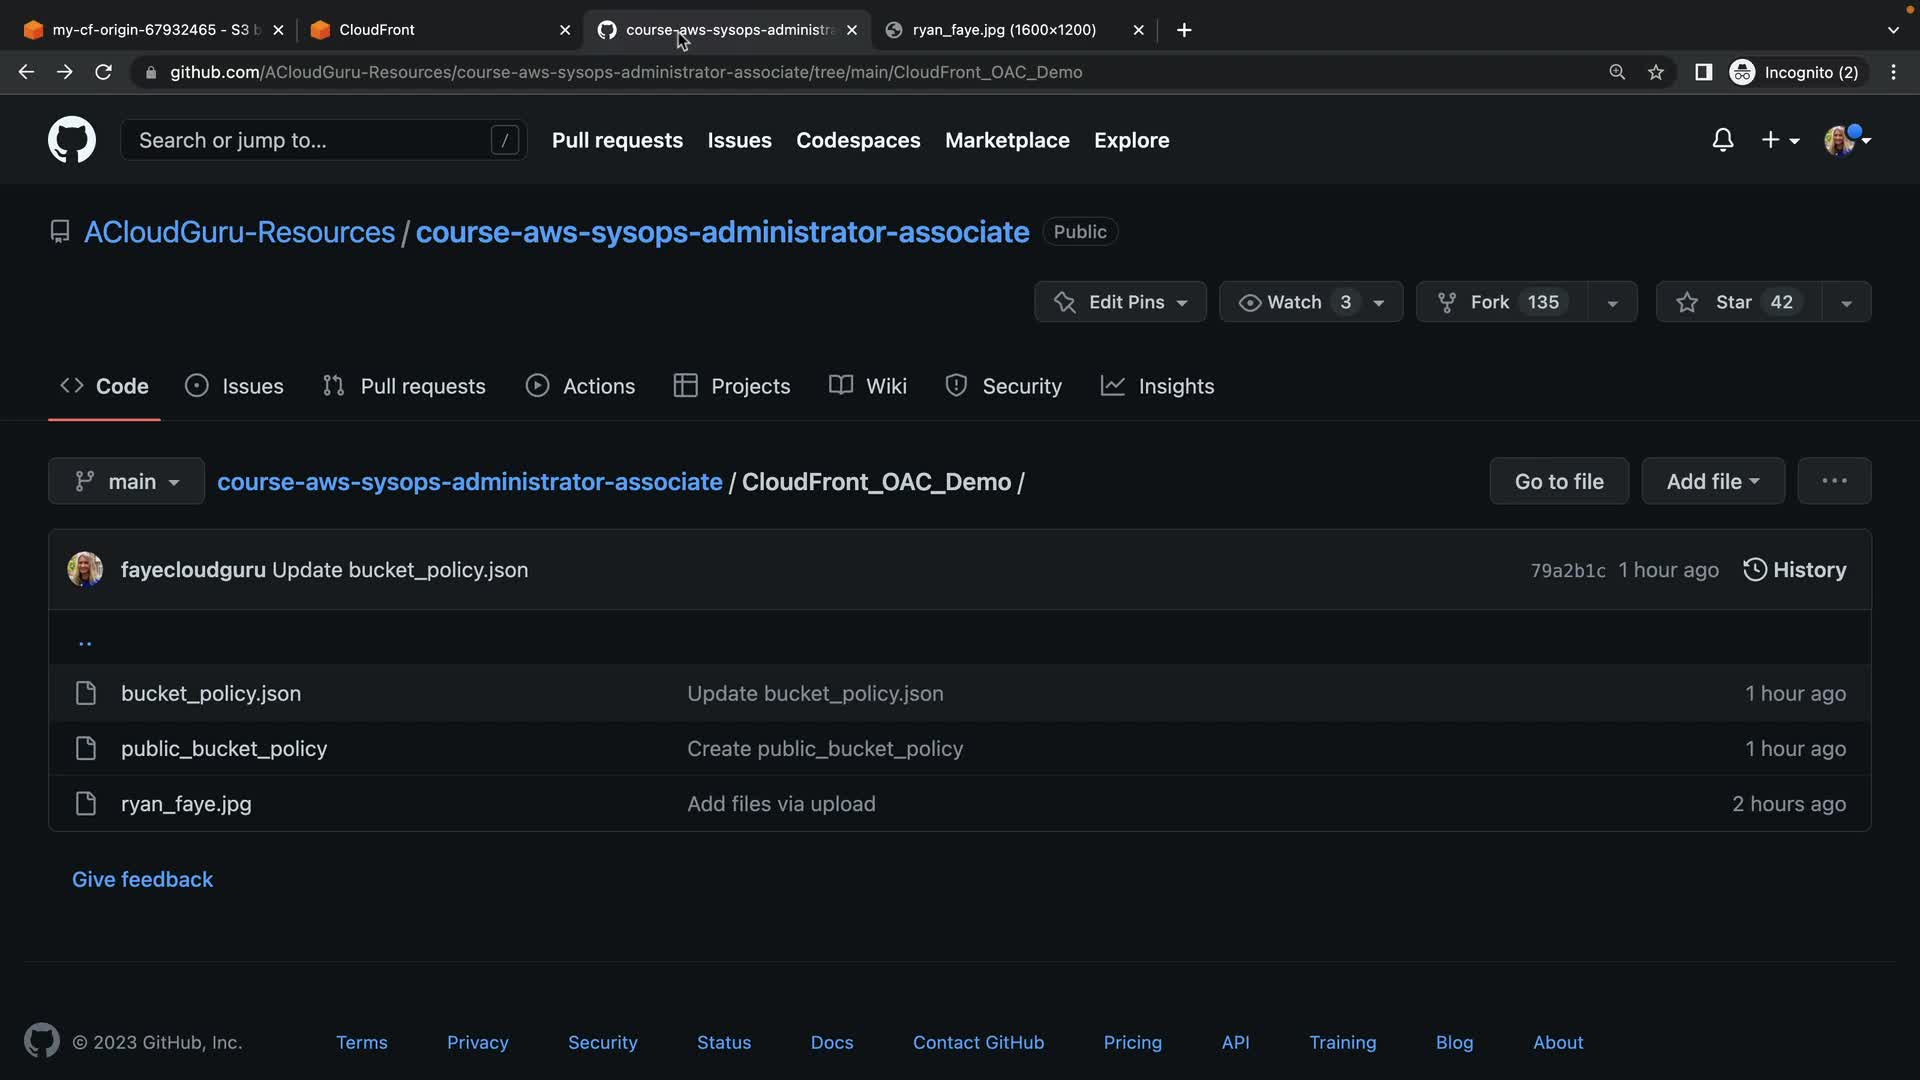 my-cf-origin-67932465 - S3 b
CloudFront
course-aws-sysops-administra
ryan_faye.jpg (1600×1200)
github.com/ACloudGuru-Resources/course-aws-sysops-administrator-associate/tree/main/CloudFront_OAC_Demo
Incognito (2)
Search or jump to...
/
Pull requests
Issues
Codespaces
Marketplace
Explore
ACloudGuru-Resources / course-aws-sysops-administrator-associate
Public
Edit Pins
Watch 3
Fork 135
Star 42
Code
Issues
Pull requests
Actions
Projects
Wiki
Security
Insights
main
course-aws-sysops-administrator-associate / CloudFront_OAC_Demo /
Go to file
Add file
...
fayecloudguru Update bucket_policy.json
79a2b1c 1 hour ago
History
..
bucket_policy.json
Update bucket_policy.json
1 hour ago
public_bucket_policy
Create public_bucket_policy
1 hour ago
ryan_faye.jpg
Add files via upload
2 hours ago
Give feedback
© 2023 GitHub, Inc.
Terms
Privacy
Security
Status
Docs
Contact GitHub
Pricing
API
Training
Blog
About